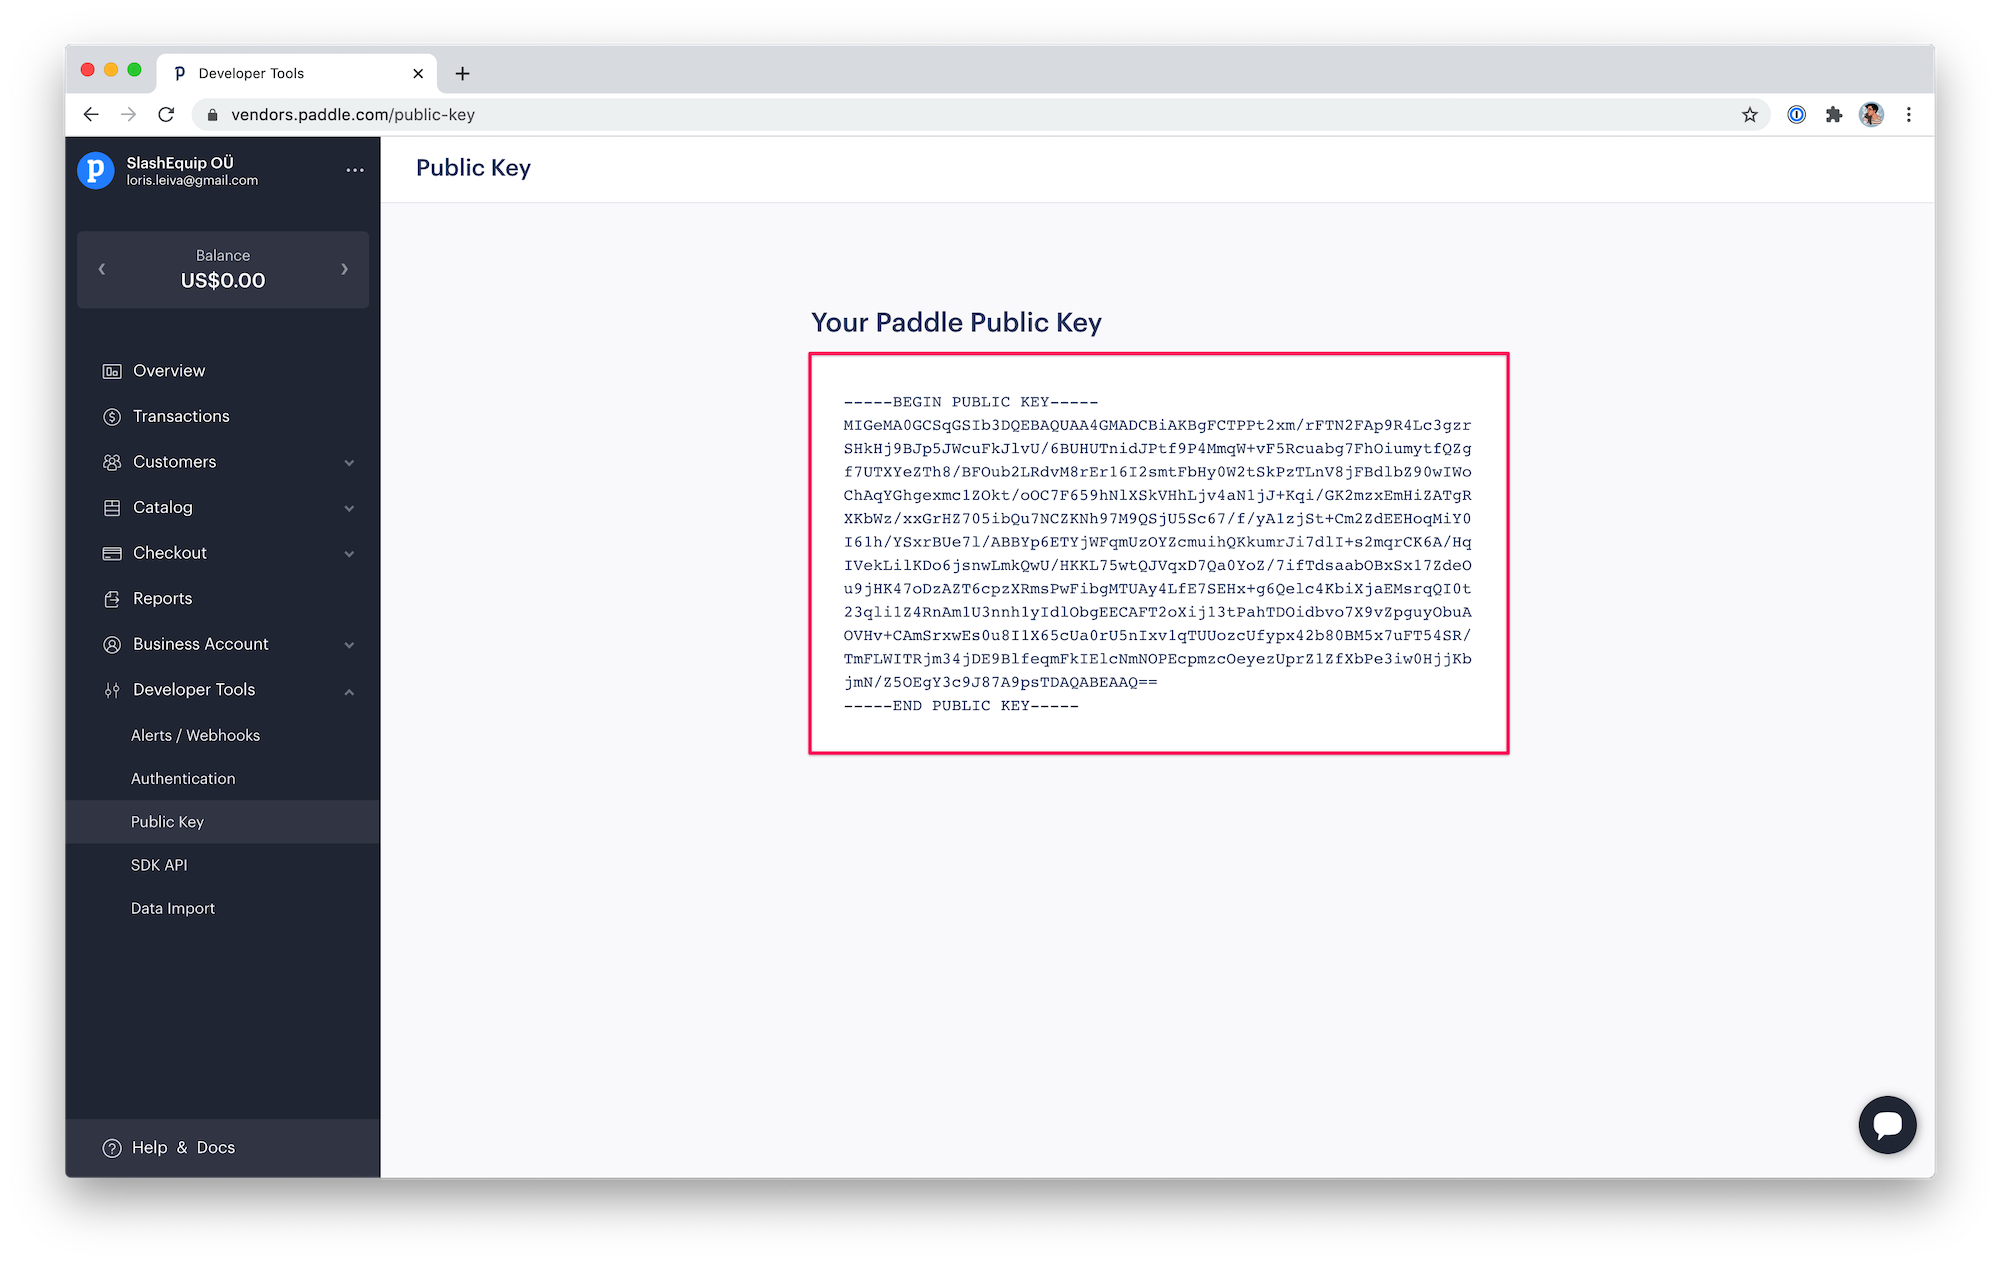 Developer Tools
vendors.paddle.com/public-key
SlashEquip OÜ
loris.leiva@gmail.com
Balance
US$0.00
Overview
Transactions
Customers
Catalog
Checkout
Reports
Business Account
Developer Tools
Alerts / Webhooks
Authentication
Public Key
SDK API
Data Import
Help & Docs
Public Key
Your Paddle Public Key
-----BEGIN PUBLIC KEY-----
MIGeMA0GCSqGSIb3DQEBAQUAA4GMADCBiAKBgFCTPPt2xm/rFTN2FAp9R4Lc3gzr
SHkHj9BJp5JWcuFkJlvU/6BUHUTnidJPtf9P4MmqW+vF5Rcuabg7FhOiumytfQZg
f7UTXYeZTh8/BFOub2LRdvM8rEr16I2smtFbHy0W2tSkPzTLnV8jFBdlbZ90wIWo
ChAqYGhgexmc1ZOkt/oOC7F659hNlXSkVHhLjv4aN1jJ+Kqi/GK2mzxEmHiZATgR
XKbWz/xxGrHZ705ibQu7NCZKNh97M9QSjU5Sc67/f/yA1zjSt+Cm2ZdEEHoqMiY0
I61h/YSxrBUe7l/ABBYp6ETYjWFqmUzOYZcmuihQKkumrJi7dlI+s2mqrCK6A/Hq
IVekLilKDo6jsnwLmkQwU/HKKL75wtQJVqxD7Qa0YoZ/7ifTdsaabOBxSx17ZdeO
u9jHK47oDzAZT6cpzXRmsPwFibgMTUAy4LfE7SEHx+g6Qelc4KbiXjaEMsrqQI0t
23qli1Z4RnAm1U3nnh1yIdlObgEECAFT2oXij13tPahTDOidbvo7X9vZpguyObuA
OVHv+CAmSrxwEs0u8I1X65cUa0rU5nIxv1qTUUozcUfypx42b80BM5x7uFT54SR/
TmFLWITRjm34jDE9BlfeqmFkIElcNmNOPEcpmzcOeyezUprZ1ZfXbPe3iw0HjjKb
jmN/Z5OEgY3c9J87A9psTDAQABEAAQ==
-----END PUBLIC KEY-----